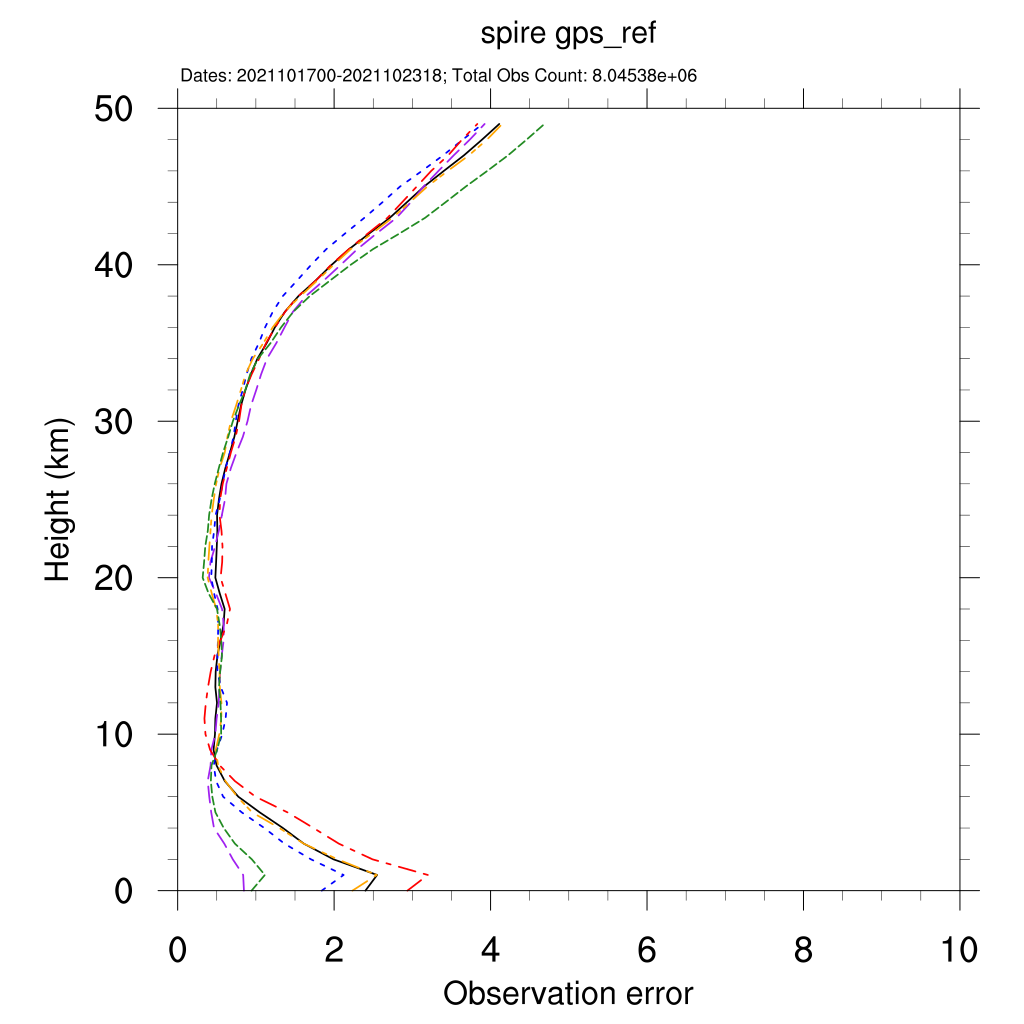 spire gps_ref
Dates: 2021101700-2021102318; Total Obs Count: 8.04538e+06
50
40
30
20
10
0
Height (km)
0 2 4 6 8 10
Observation error